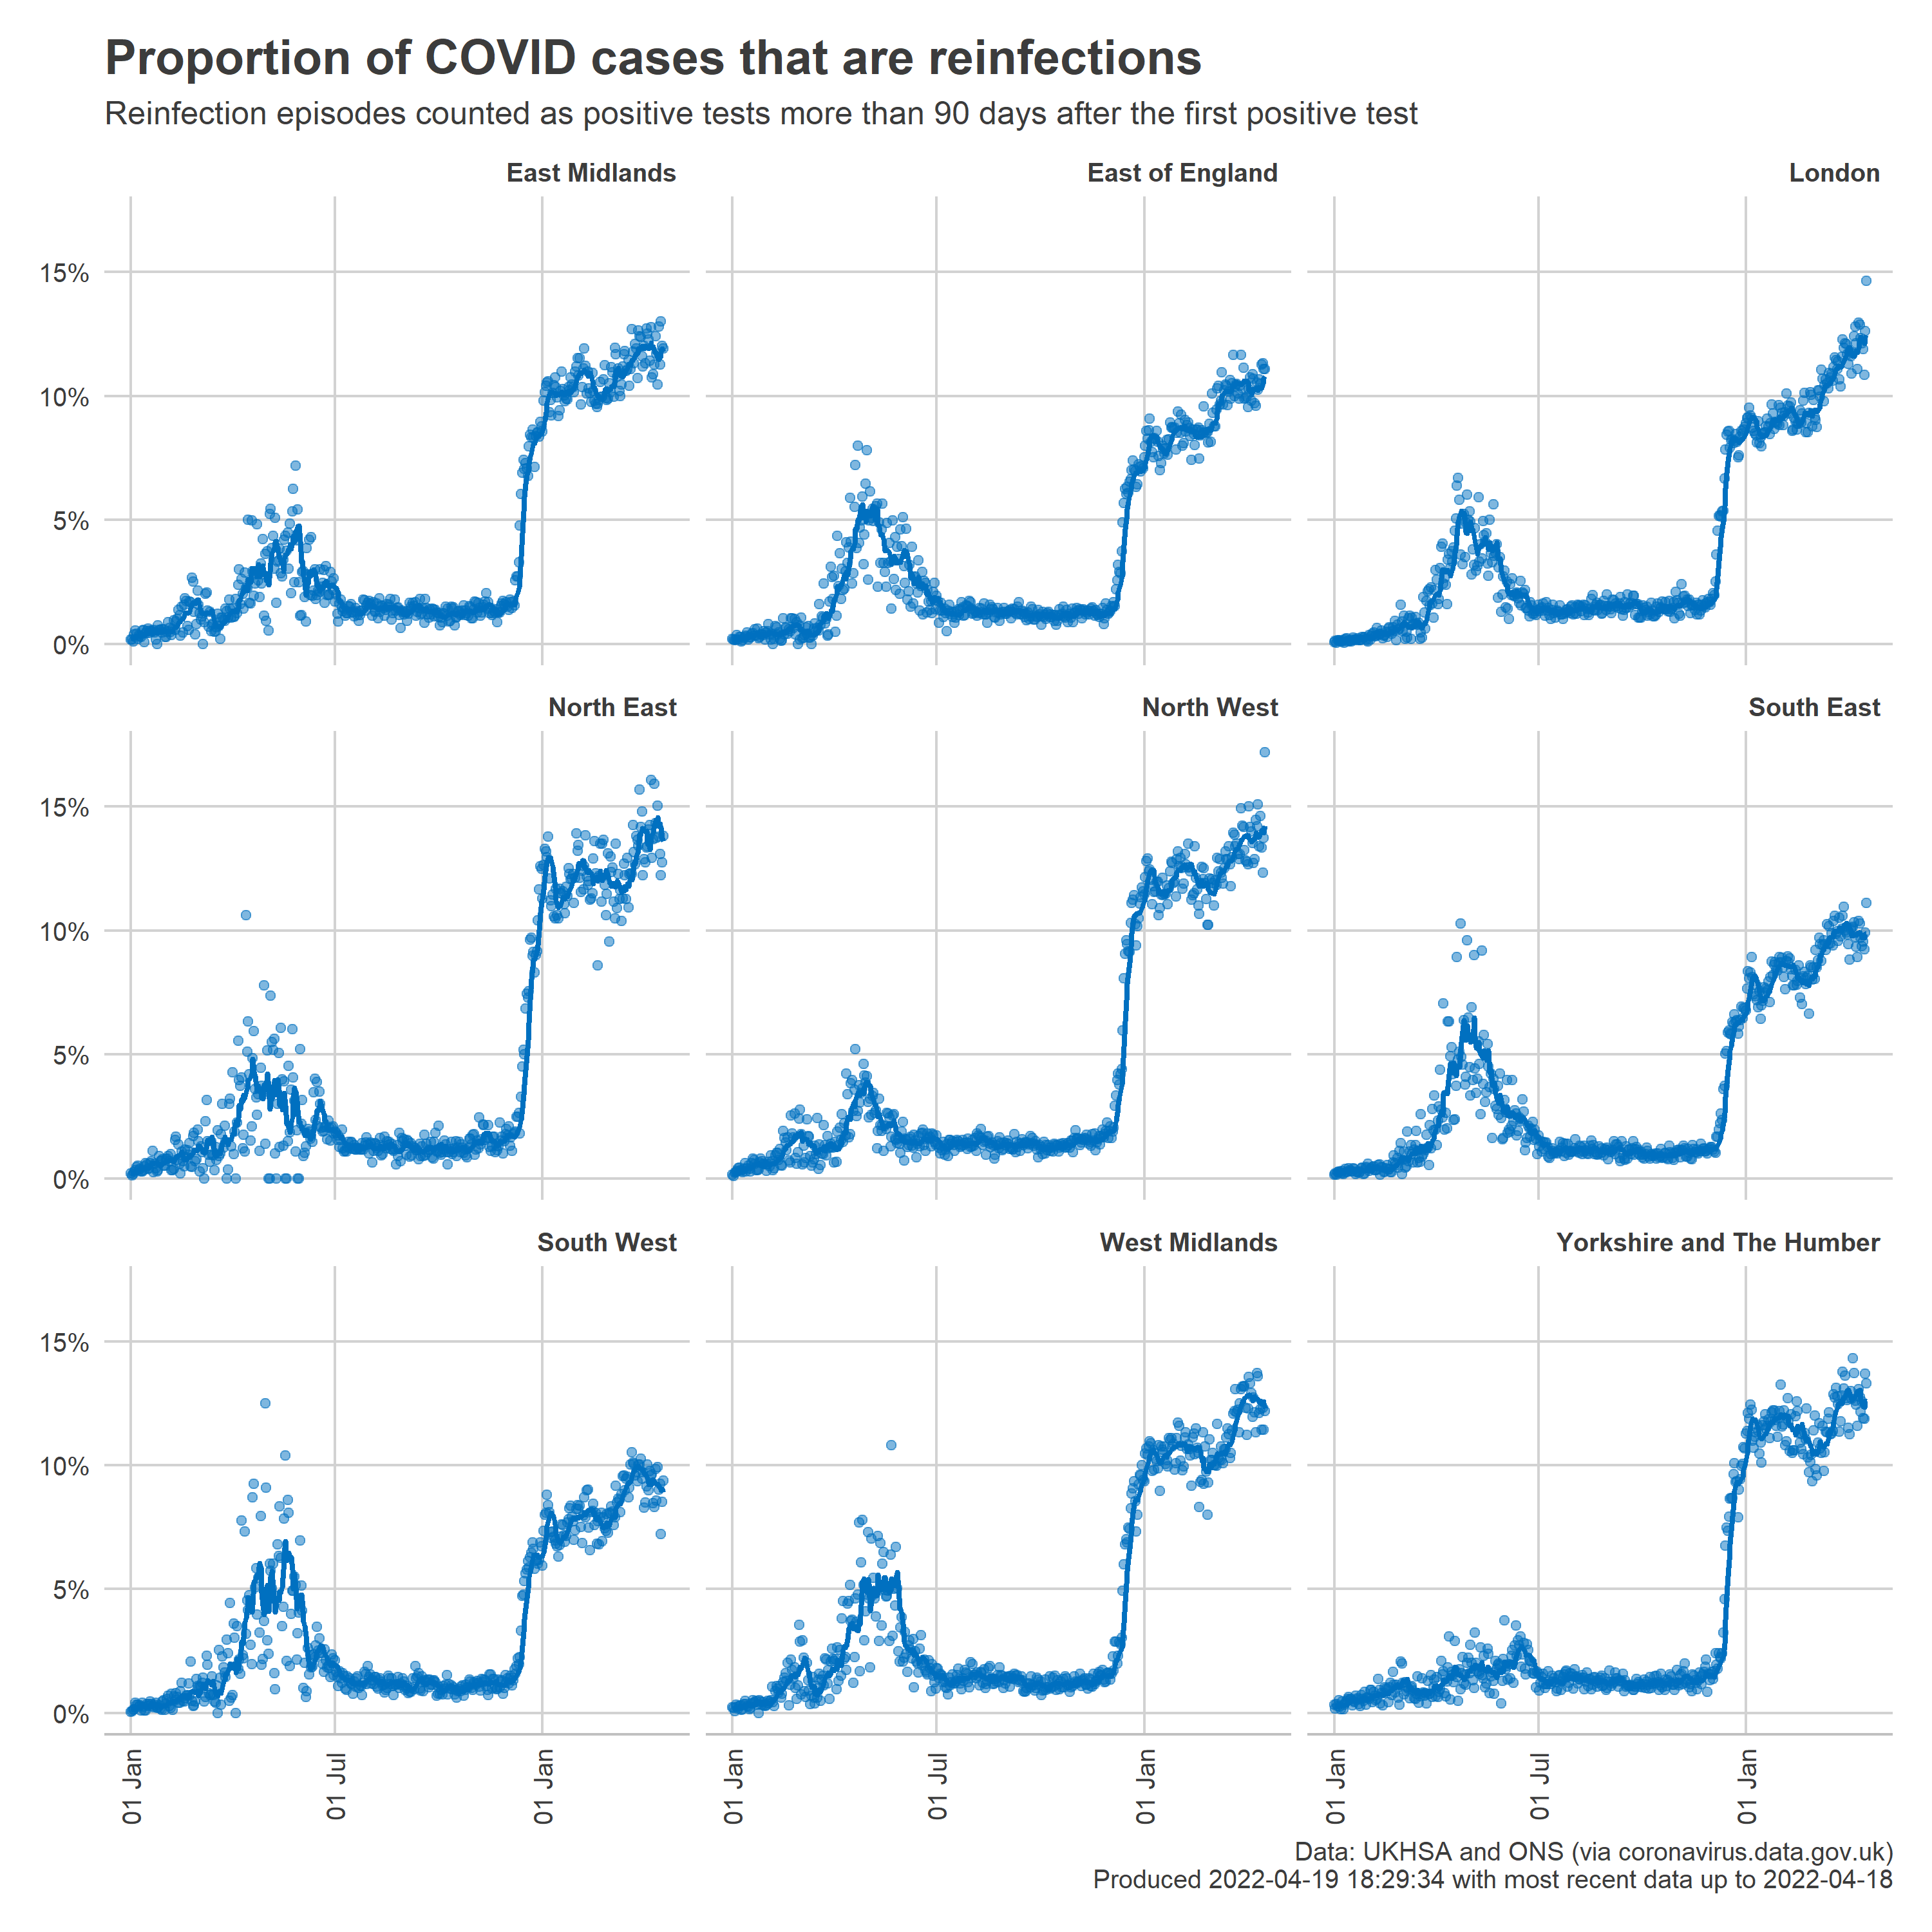 Proportion of COVID cases that are reinfections
Reinfection episodes counted as positive tests more than 90 days after the first positive test
East Midlands
East of England
London
15%
10%
5%
0%
North East
North West
South East
15%
10%
5%
0%
South West
West Midlands
Yorkshire and The Humber
15%
10%
5%
0%
01 Jan
01 Jul
01 Jan
01 Jan
01 Jul
01 Jan
01 Jan
01 Jul
01 Jan
Data: UKHSA and ONS (via coronavirus.data.gov.uk)
Produced 2022-04-19 18:29:34 with most recent data up to 2022-04-18